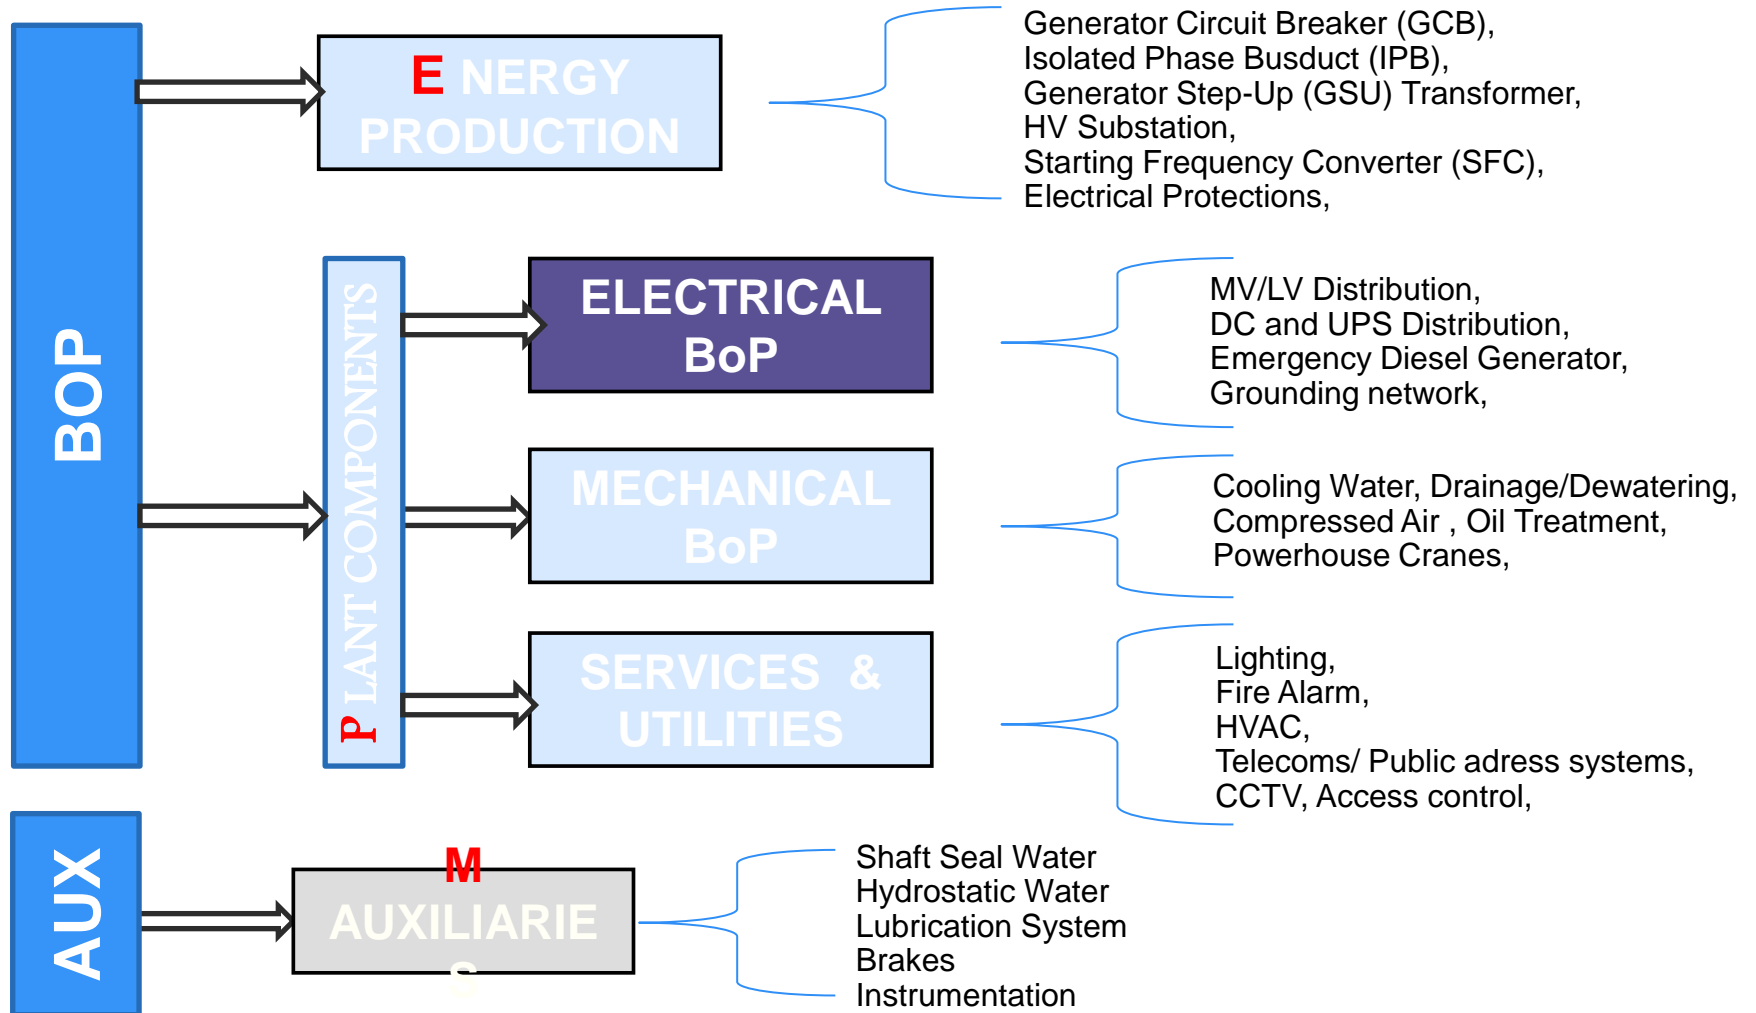 BOP
E NERGY
PRODUCTION
Generator Circuit Breaker (GCB),
Isolated Phase Busduct (IPB),
Generator Step-Up (GSU) Transformer,
HV Substation,
Starting Frequency Converter (SFC),
Electrical Protections,
P LANT COMPONENTS
ELECTRICAL
BoP
MV/LV Distribution,
DC and UPS Distribution,
Emergency Diesel Generator,
Grounding network,
MECHANICAL
BoP
Cooling Water, Drainage/Dewatering,
Compressed Air , Oil Treatment,
Powerhouse Cranes,
SERVICES &
UTILITIES
Lighting,
Fire Alarm,
HVAC,
Telecoms/ Public adress systems,
CCTV, Access control,
AUX
M
AUXILIARIE
S
Shaft Seal Water
Hydrostatic Water
Lubrication System
Brakes
Instrumentation